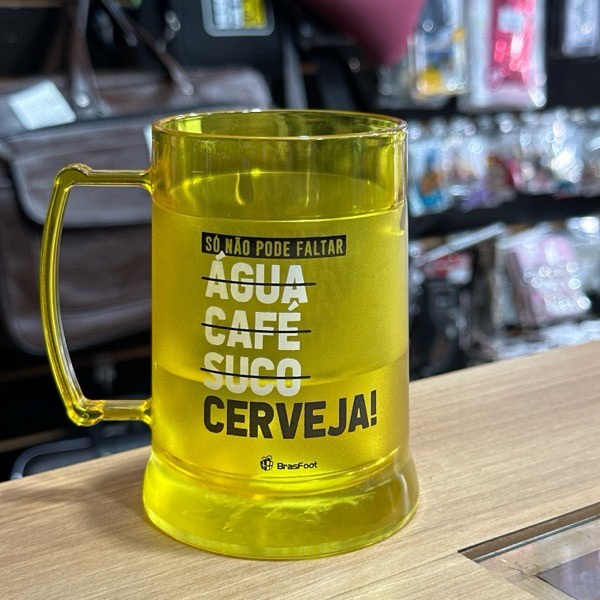 SÓ NÃO PODE FALTAR
ÁGUA
CAFÉ
SUCO
CERVEJA!
BrasFoot